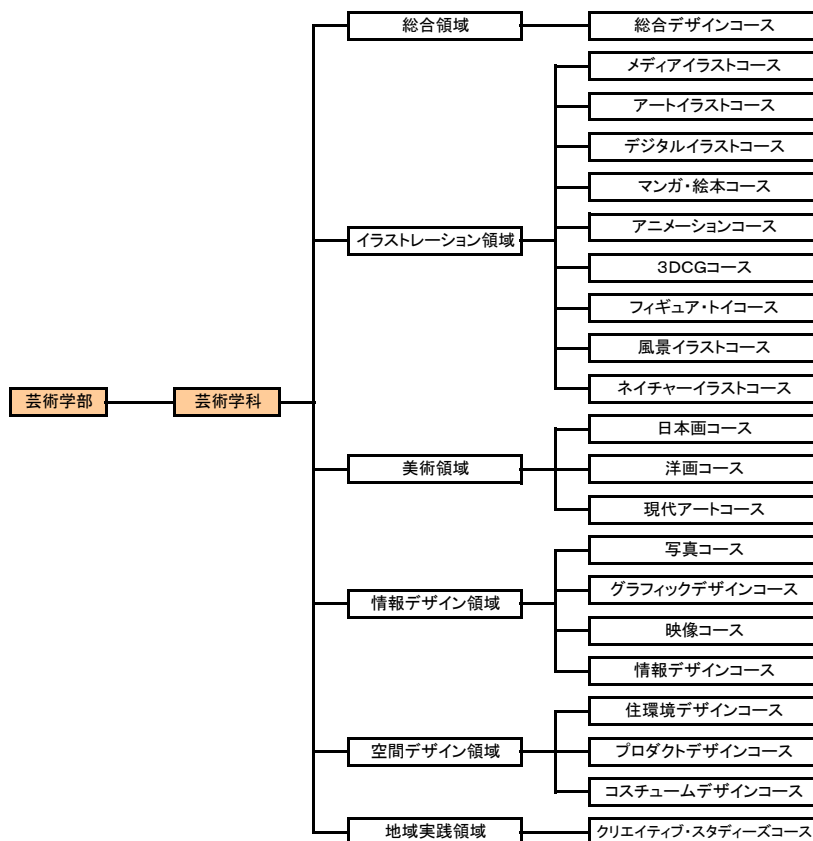 芸術学部
芸術学科
総合領域
総合デザインコース
イラストレーション領域
メディアイラストコース
アートイラストコース
デジタルイラストコース
マンガ・絵本コース
アニメーションコース
3DCGコース
フィギュア・トイコース
風景イラストコース
ネイチャーイラストコース
美術領域
日本画コース
洋画コース
現代アートコース
情報デザイン領域
写真コース
グラフィックデザインコース
映像コース
情報デザインコース
空間デザイン領域
住環境デザインコース
プロダクトデザインコース
コスチュームデザインコース
地域実践領域
クリエイティブ・スタディーズコース